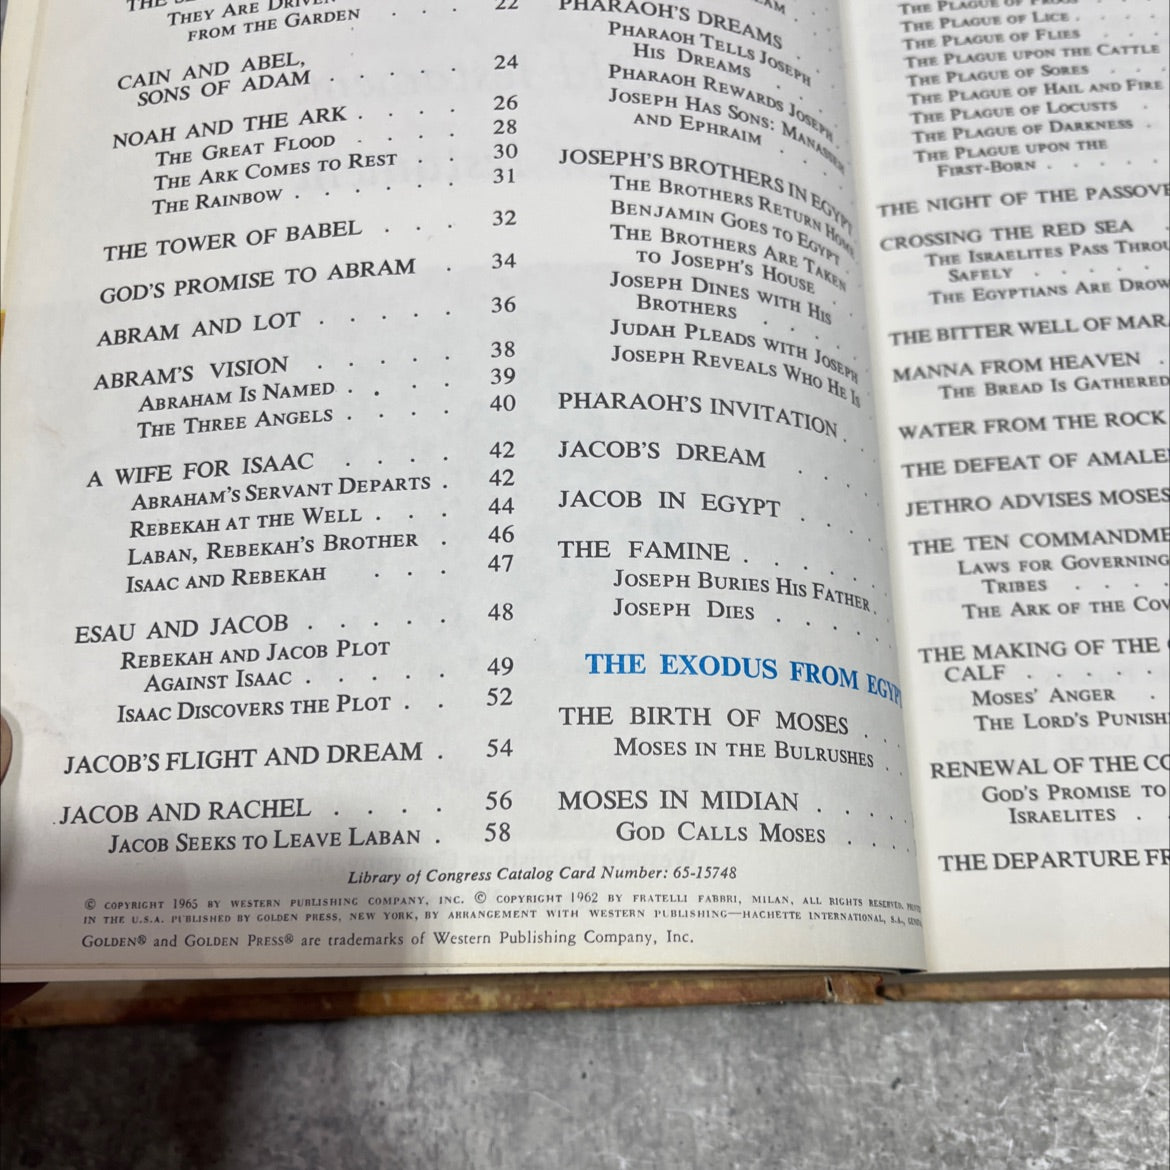 THEY ARE DRIVEN
FROM THE GARDEN . . . 22
CAIN AND ABEL,
SONS OF ADAM . . . . . 24
NOAH AND THE ARK . . . . 26
THE GREAT FLOOD . . . . 28
THE ARK COMES TO REST . . 30
THE RAINBOW . . . . . . 31
THE TOWER OF BABEL . . . . 32
GOD'S PROMISE TO ABRAM . 34
ABRAM AND LOT . . . . . 36
ABRAM'S VISION . . . . . 38
ABRAHAM IS NAMED . . . . 39
THE THREE ANGELS . . . . 40
A WIFE FOR ISAAC . . . . 42
ABRAHAM'S SERVANT DEPARTS . 42
REBEKAH AT THE WELL . . . 44
LABAN, REBEKAH'S BROTHER . 46
ISAAC AND REBEKAH . . . 47
ESAU AND JACOB . . . . . 48
REBEKAH AND JACOB PLOT
AGAINST ISAAC . . . . . 49
ISAAC DISCOVERS THE PLOT . . 52
JACOB'S FLIGHT AND DREAM . 54
JACOB AND RACHEL . . . . 56
JACOB SEEKS TO LEAVE LABAN . 58
PHARAOH'S DREAMS
PHARAOH TELLS JOSEPH
HIS DREAMS . . .
PHARAOH REWARDS JOSEPH .
JOSEPH HAS SONS: MANASSEH
AND EPHRAIM . . . .
JOSEPH'S BROTHERS IN EGYPT
THE BROTHERS RETURN HOME
BENJAMIN GOES TO EGYPT .
THE BROTHERS ARE TAKEN
TO JOSEPH'S HOUSE .
JOSEPH DINES WITH HIS
BROTHERS . . . .
JUDAH PLEADS WITH JOSEPH
JOSEPH REVEALS WHO HE IS
PHARAOH'S INVITATION .
JACOB'S DREAM . . . .
JACOB IN EGYPT . . . .
THE FAMINE . . . . . .
JOSEPH BURIES HIS FATHER .
JOSEPH DIES . . . . .
THE EXODUS FROM EGYPT
THE BIRTH OF MOSES . . .
MOSES IN THE BULRUSHES . .
MOSES IN MIDIAN . . . .
GOD CALLS MOSES . . . .
Library of Congress Catalog Card Number: 65-15748
© COPYRIGHT 1965 BY WESTERN PUBLISHING COMPANY, INC. © COPYRIGHT 1962 BY FRATELLI FABBRI, MILAN, ALL RIGHTS RESERVED.
IN THE U.S.A. PUBLISHED BY GOLDEN PRESS, NEW YORK, BY ARRANGEMENT WITH WESTERN PUBLISHING—HACHETTE INTERNATIONAL, S.A.,
GOLDEN® and GOLDEN PRESS® are trademarks of Western Publishing Company, Inc.
THE PLAGUE OF FROGS
THE PLAGUE OF LICE . . . .
THE PLAGUE OF FLIES . . .
THE PLAGUE UPON THE CATTLE
THE PLAGUE OF SORES . . .
THE PLAGUE OF HAIL AND FIRE
THE PLAGUE OF LOCUSTS . .
THE PLAGUE OF DARKNESS .
THE PLAGUE UPON THE
FIRST-BORN . . . . .
THE NIGHT OF THE PASSOVE
CROSSING THE RED SEA .
THE ISRAELITES PASS THROU
SAFELY . . . . .
THE EGYPTIANS ARE DROW
THE BITTER WELL OF MAR
MANNA FROM HEAVEN .
THE BREAD IS GATHERED
WATER FROM THE ROCK
THE DEFEAT OF AMALE
JETHRO ADVISES MOSES
THE TEN COMMANDME
LAWS FOR GOVERNING
TRIBES . . . .
THE ARK OF THE COV
THE MAKING OF THE
CALF . . . . .
MOSES' ANGER .
THE LORD'S PUNISH
RENEWAL OF THE CO
GOD'S PROMISE TO
ISRAELITES . .
THE DEPARTURE FR